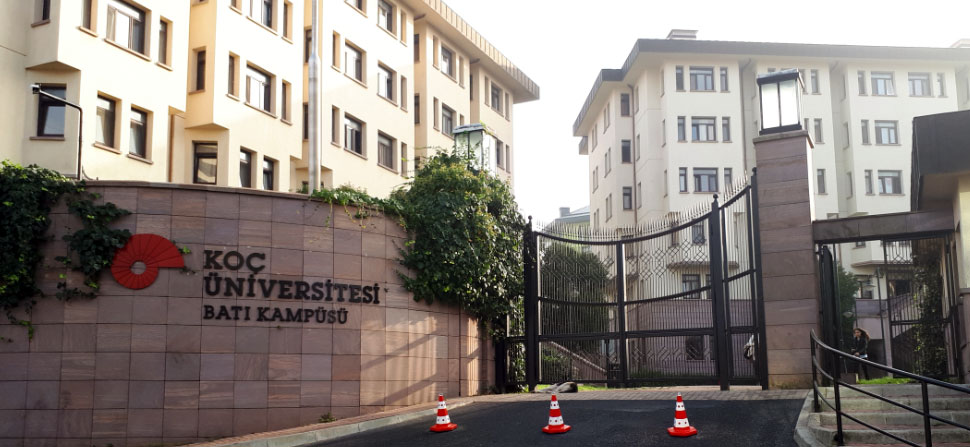 KOÇ
ÜNİVERSİTESİ
BATI KAMPÜSÜ